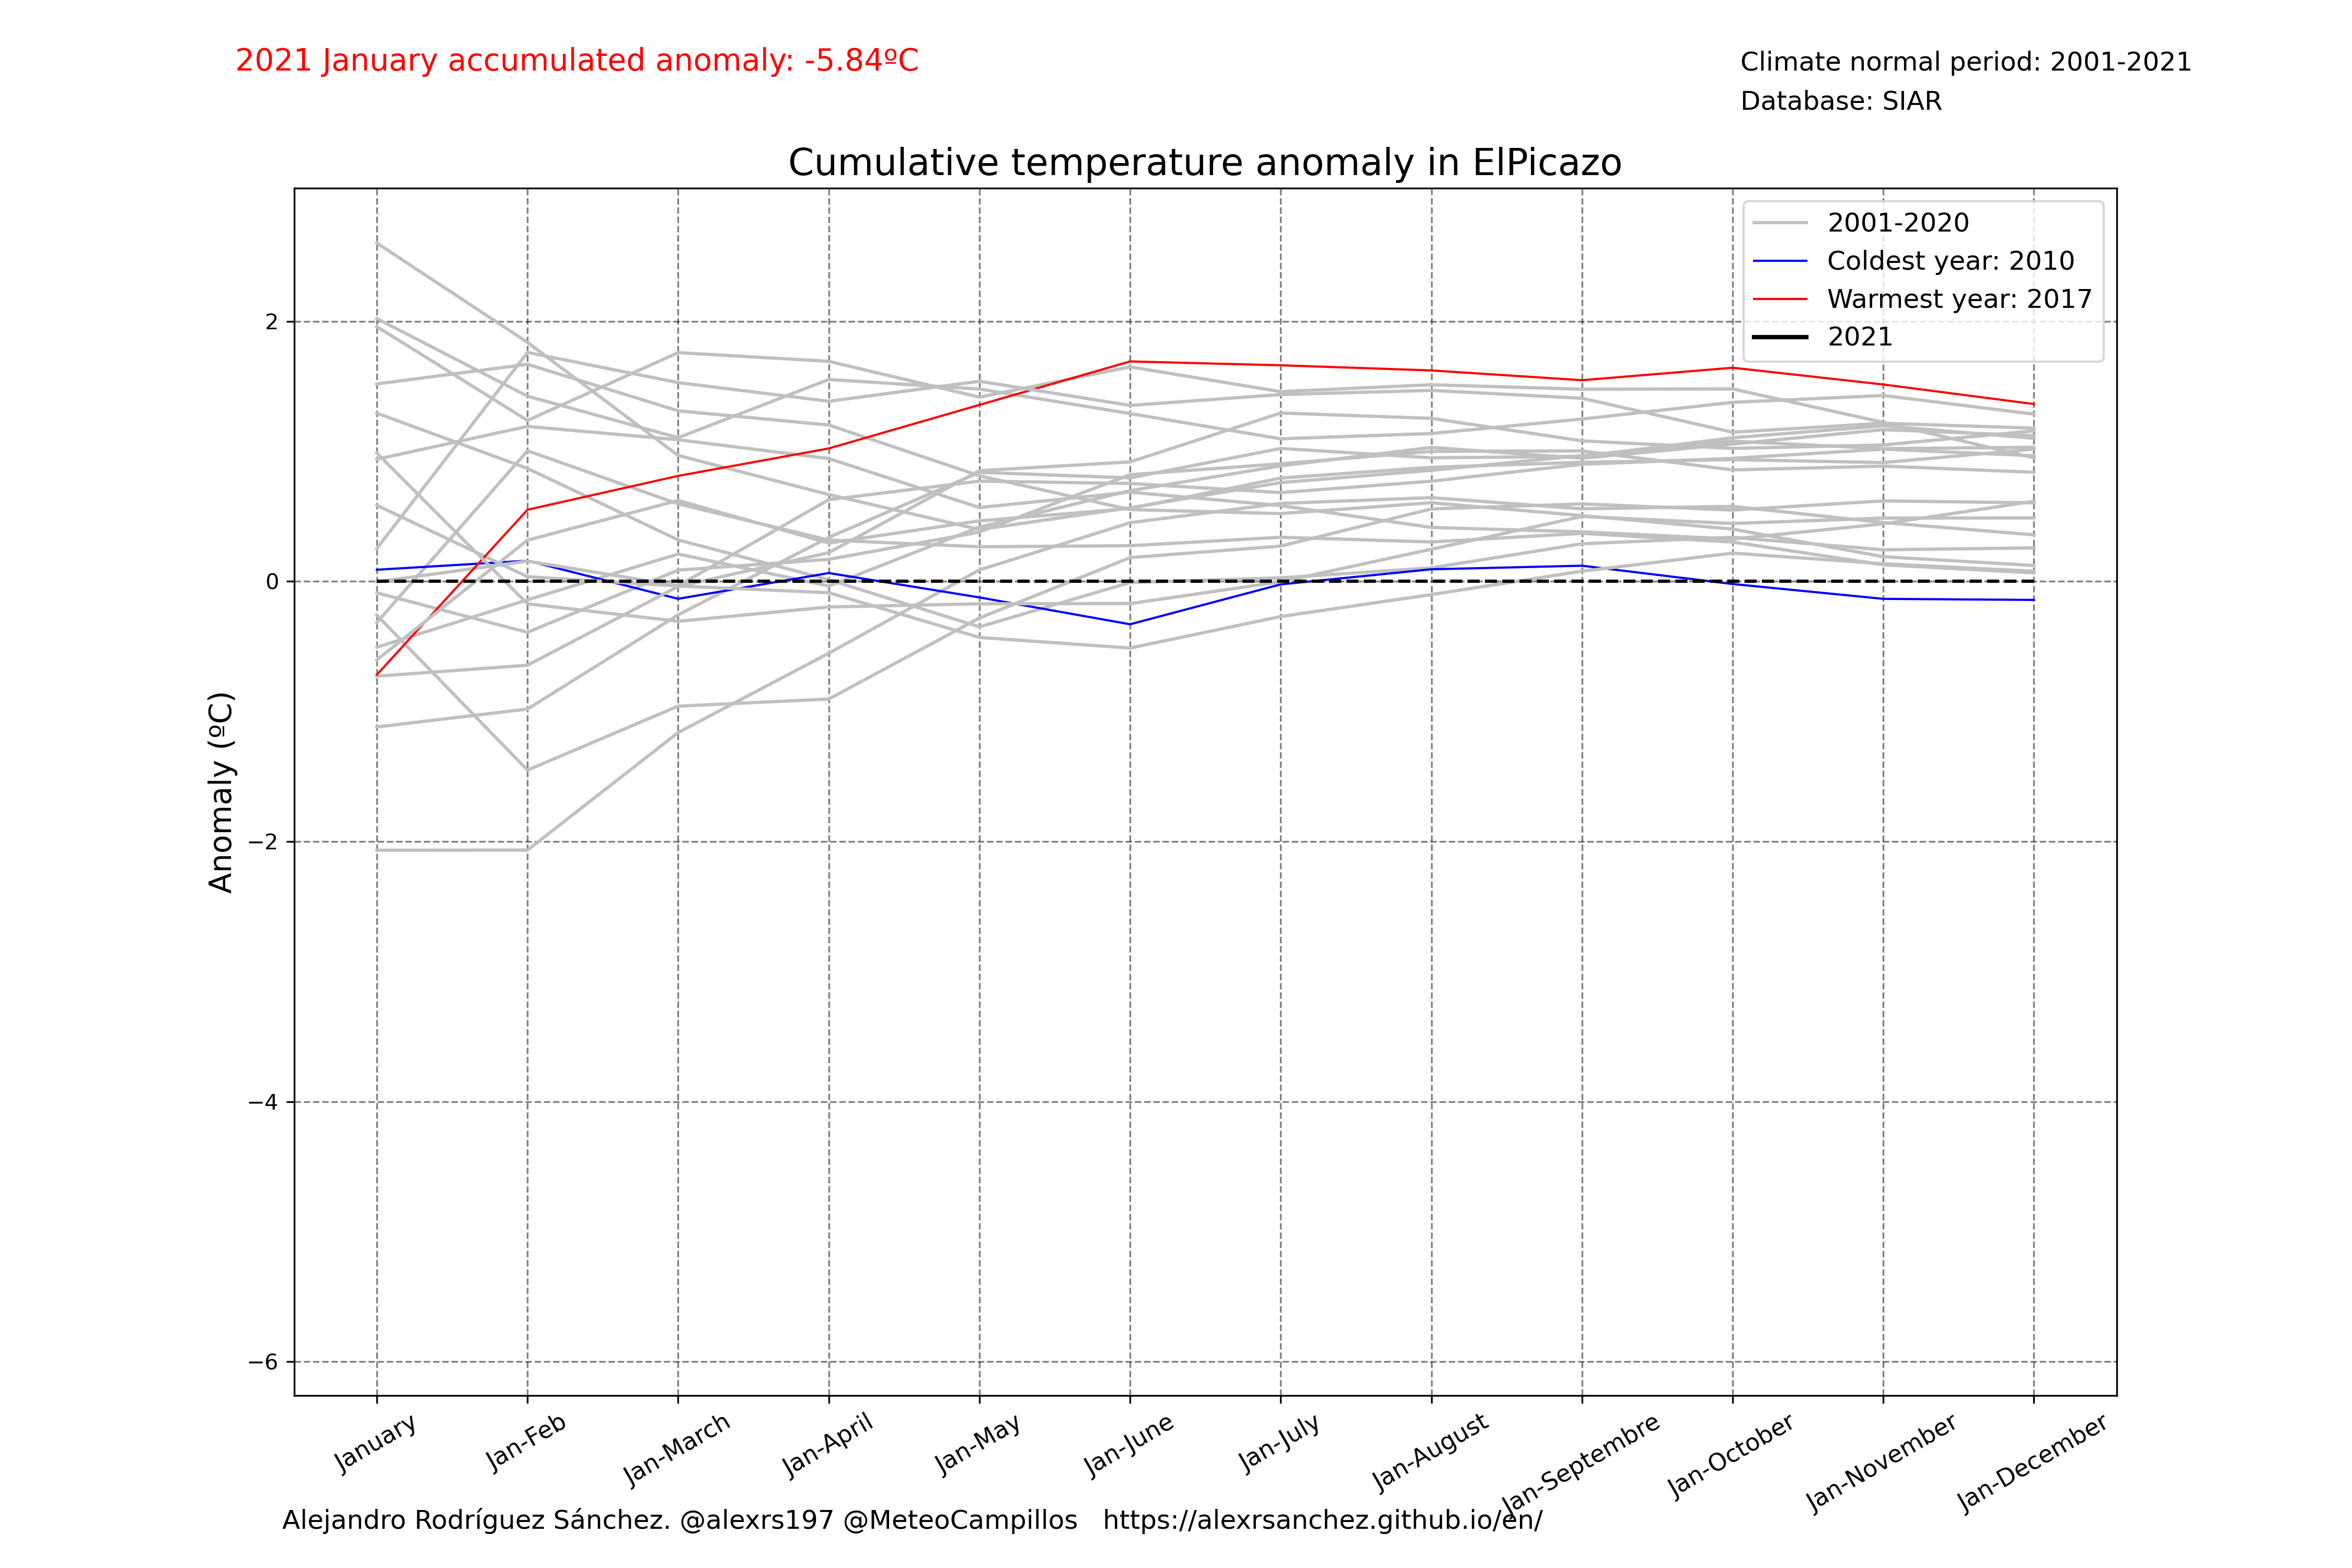 2021 January accumulated anomaly: -5.84ºC
Climate normal period: 2001-2021
Database: SIAR
Cumulative temperature anomaly in ElPicazo
2001-2020
Coldest year: 2010
Warmest year: 2017
2021
Anomaly (ºC)
2
0
−2
−4
−6
January
Jan-Feb
Jan-March
Jan-April
Jan-May
Jan-June
Jan-July
Jan-August
Jan-Septembre
Jan-October
Jan-November
Jan-December
Alejandro Rodríguez Sánchez. @alexrs197 @MeteoCampillos   https://alexrsanchez.github.io/en/